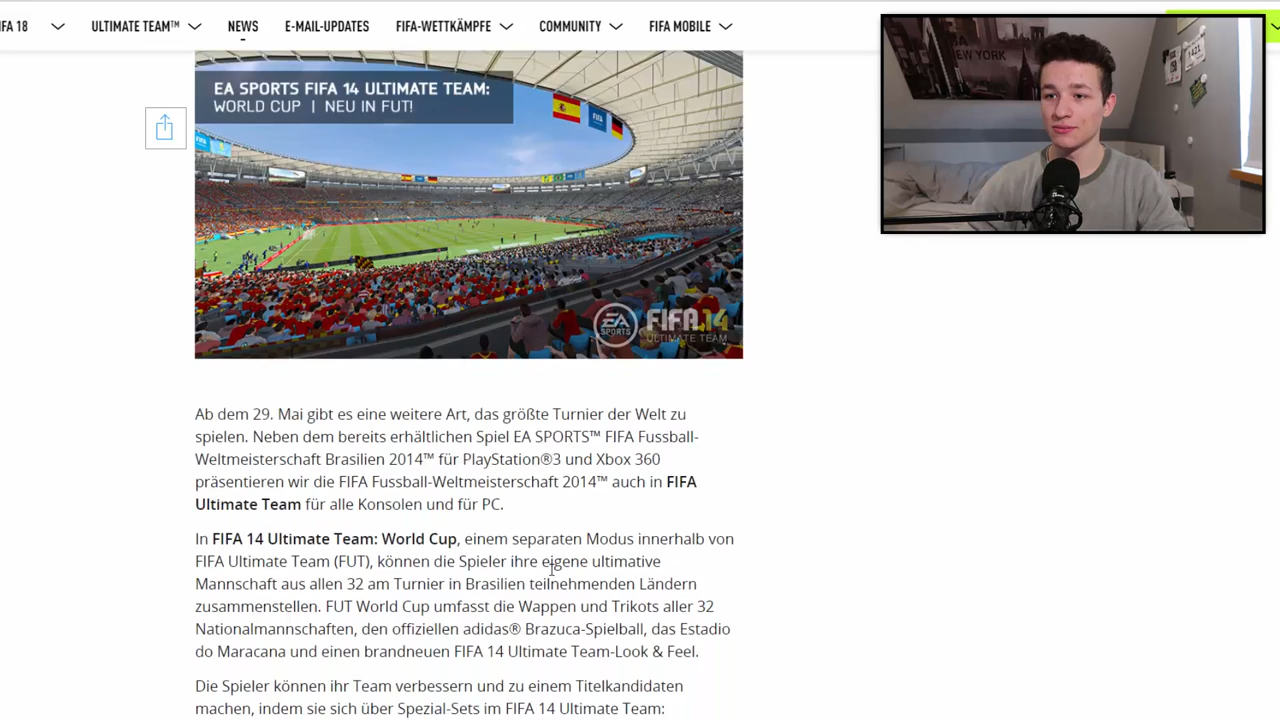 IFA 18
ULTIMATE TEAM™
NEWS
E-MAIL-UPDATES
FIFA-WETTKÄMPFE
COMMUNITY
FIFA MOBILE
NEW YORK
1421
EA SPORTS FIFA 14 ULTIMATE TEAM:
WORLD CUP | NEU IN FUT!
EA
SPORTS
FIFA 14
ULTIMATE TEAM
Ab dem 29. Mai gibt es eine weitere Art, das größte Turnier der Welt zu
spielen. Neben dem bereits erhältlichen Spiel EA SPORTS™ FIFA Fussball-
Weltmeisterschaft Brasilien 2014™ für PlayStation®3 und Xbox 360
präsentieren wir die FIFA Fussball-Weltmeisterschaft 2014™ auch in FIFA
Ultimate Team für alle Konsolen und für PC.
In FIFA 14 Ultimate Team: World Cup, einem separaten Modus innerhalb von
FIFA Ultimate Team (FUT), können die Spieler ihre eigene ultimative
Mannschaft aus allen 32 am Turnier in Brasilien teilnehmenden Ländern
zusammenstellen. FUT World Cup umfasst die Wappen und Trikots aller 32
Nationalmannschaften, den offiziellen adidas® Brazuca-Spielball, das Estadio
do Maracana und einen brandneuen FIFA 14 Ultimate Team-Look & Feel.
Die Spieler können ihr Team verbessern und zu einem Titelkandidaten
machen, indem sie sich über Spezial-Sets im FIFA 14 Ultimate Team: